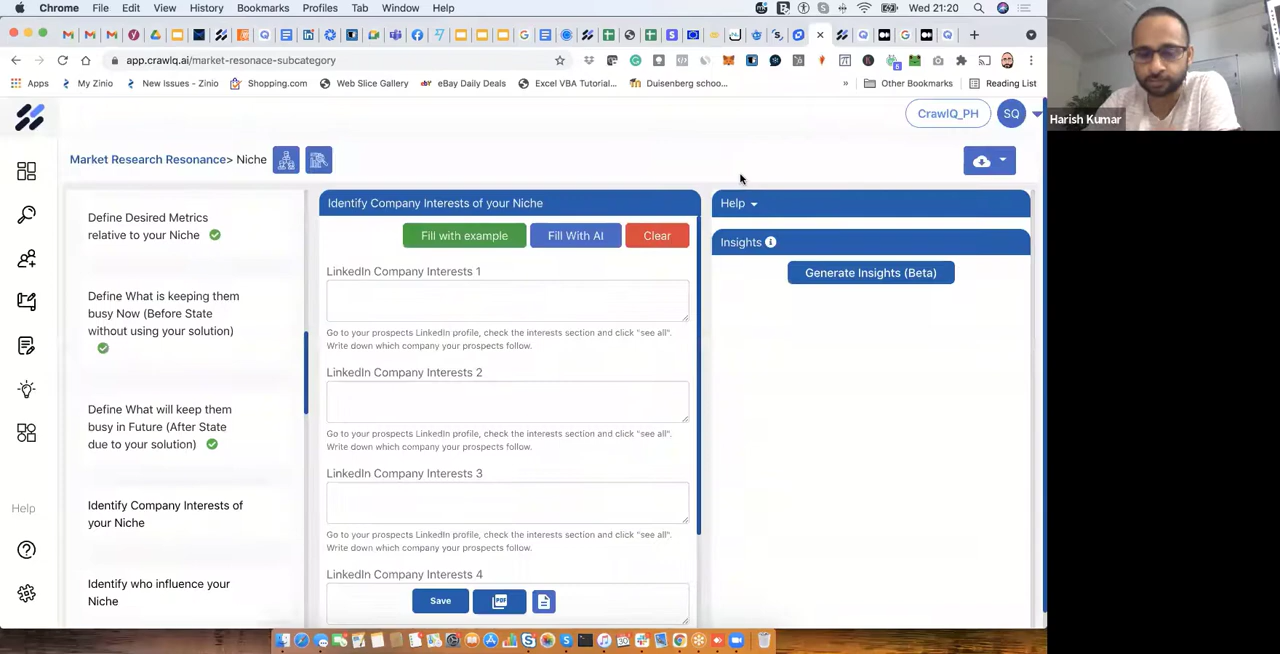 Chrome File Edit View History Bookmarks Profiles Tab Window Help
Wed 21:20
app.crawlq.ai/market-resonace-subcategory
Apps My Zinio New Issues - Zinio Shopping.com Web Slice Gallery eBay Daily Deals Excel VBA Tutorial... Duisenberg schoo... » Other Bookmarks Reading List
CrawlQ_PH SQ
Harish Kumar
Market Research Resonance> Niche
Define Desired Metrics
relative to your Niche
Define What is keeping them
busy Now (Before State
without using your solution)
Define What will keep them
busy in Future (After State
due to your solution)
Identify Company Interests of
your Niche
Identify who influence your
Niche
Help
Identify Company Interests of your Niche
Fill with example Fill With AI Clear
LinkedIn Company Interests 1
Go to your prospects LinkedIn profile, check the interests section and click "see all".
Write down which company your prospects follow.
LinkedIn Company Interests 2
Go to your prospects LinkedIn profile, check the interests section and click "see all".
Write down which company your prospects follow.
LinkedIn Company Interests 3
Go to your prospects LinkedIn profile, check the interests section and click "see all".
Write down which company your prospects follow.
LinkedIn Company Interests 4
Save PDF
Help
Insights
Generate Insights (Beta)